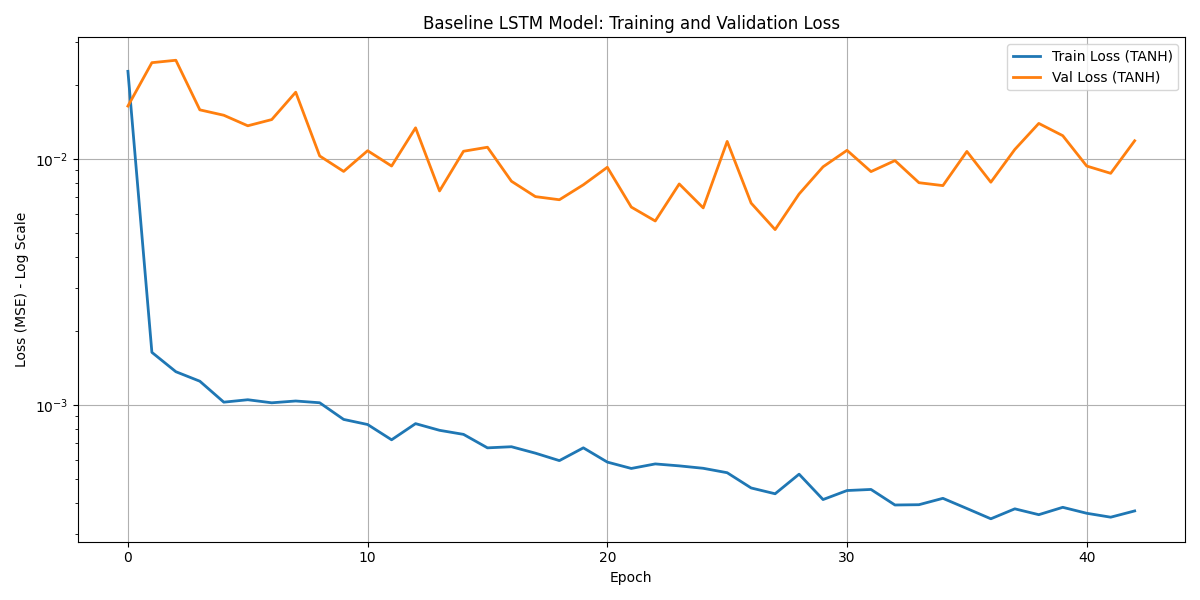 Baseline LSTM Model: Training and Validation Loss
Train Loss (TANH)
Val Loss (TANH)
Loss (MSE) - Log Scale
10⁻²
10⁻³
0 10 20 30 40
Epoch